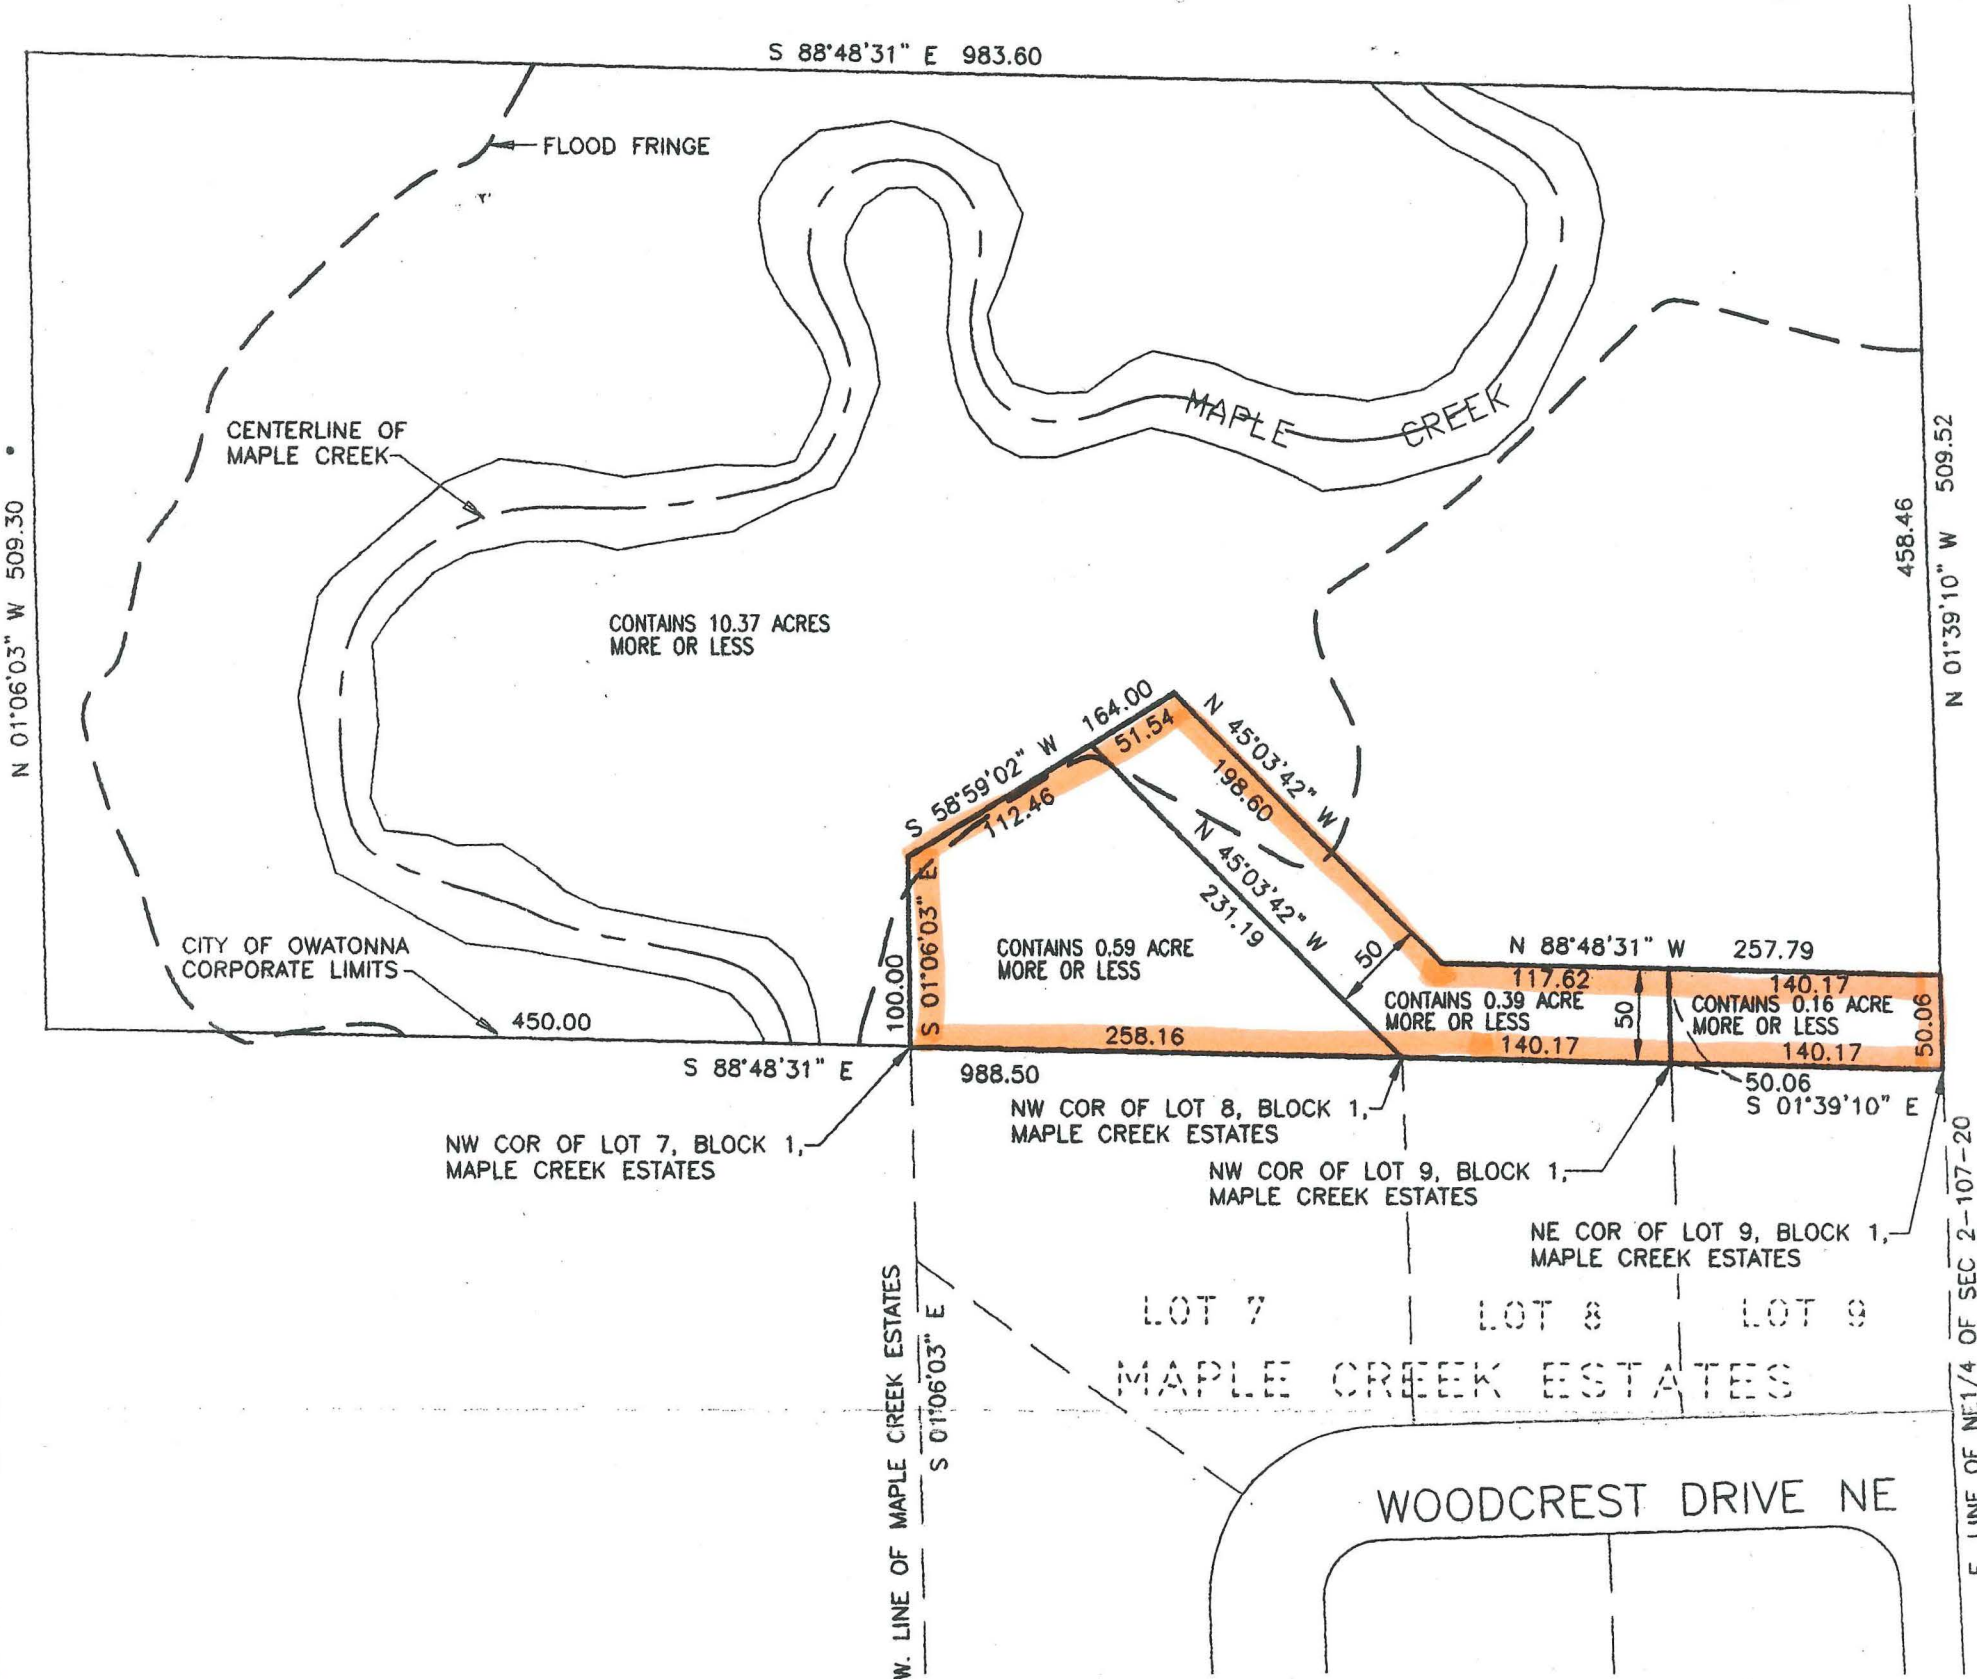 S 88°48'31" E 983.60
FLOOD FRINGE
CENTERLINE OF
MAPLE CREEK
MAPLE CREEK
N 01°06'03" W 509.30
458.46
N 01°39'10" W 509.52
CONTAINS 10.37 ACRES
MORE OR LESS
S 58°59'02" W 164.00
51.54
112.46
N 45°03'42" W
198.60
N 45°03'42" W
231.19
50
CITY OF OWATONNA
CORPORATE LIMITS
450.00
100.00
S 01°06'03" E
CONTAINS 0.59 ACRE
MORE OR LESS
N 88°48'31" W 257.79
117.62
140.17
CONTAINS 0.39 ACRE
MORE OR LESS
50
CONTAINS 0.16 ACRE
MORE OR LESS
50.06
258.16
140.17
140.17
S 88°48'31" E
988.50
50.06
S 01°39'10" E
NW COR OF LOT 7, BLOCK 1,
MAPLE CREEK ESTATES
NW COR OF LOT 8, BLOCK 1,
MAPLE CREEK ESTATES
NW COR OF LOT 9, BLOCK 1,
MAPLE CREEK ESTATES
NE COR OF LOT 9, BLOCK 1,
MAPLE CREEK ESTATES
W. LINE OF MAPLE CREEK ESTATES
S 01°06'03" E
LOT 7
LOT 8
LOT 9
MAPLE CREEK ESTATES
WOODCREST DRIVE NE
LINE OF NE1/4 OF SEC 2-107-20